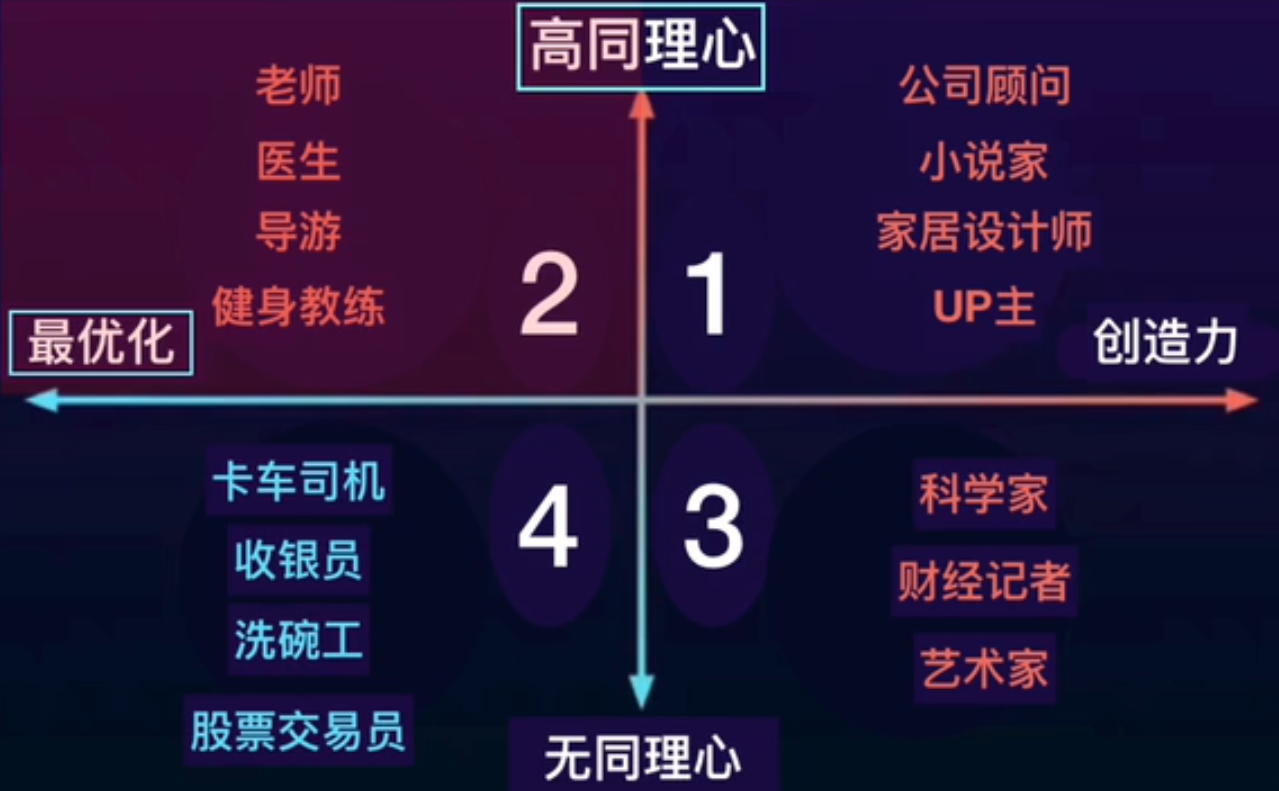 高同理心
老师
医生
导游
健身教练
2
最优化
公司顾问
小说家
家居设计师
UP主
1
创造力
卡车司机
收银员
洗碗工
股票交易员
4
科学家
财经记者
艺术家
3
无同理心